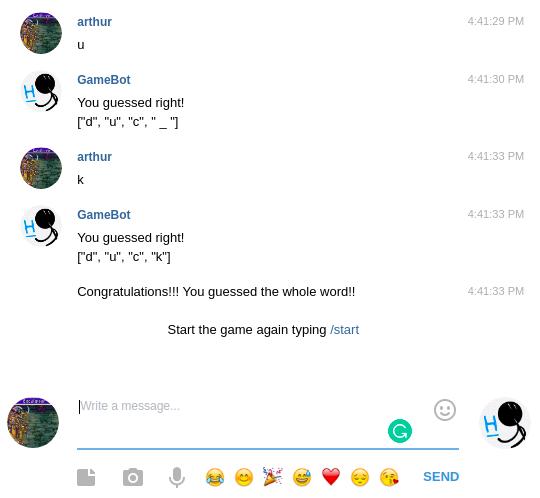 arthur 4:41:29 PM
u
GameBot 4:41:30 PM
You guessed right!
["d", "u", "c", " _ "]
arthur 4:41:33 PM
k
GameBot 4:41:33 PM
You guessed right!
["d", "u", "c", "k"]
Congratulations!!! You guessed the whole word!! 4:41:33 PM
Start the game again typing /start
Write a message...
SEND